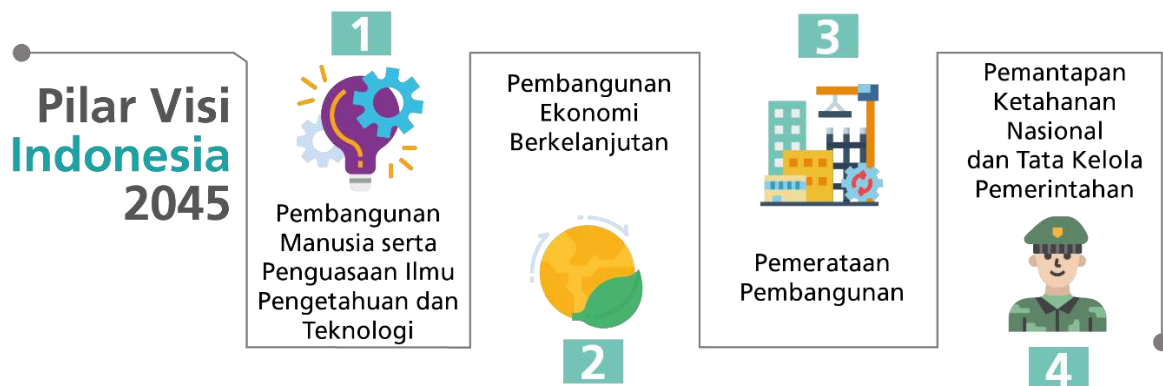 Pilar Visi
Indonesia
2045
1
Pembangunan
Manusia serta
Penguasaan Ilmu
Pengetahuan dan
Teknologi
Pembangunan
Ekonomi
Berkelanjutan
2
3
Pemerataan
Pembangunan
Pemantapan
Ketahanan
Nasional
dan Tata Kelola
Pemerintahan
4